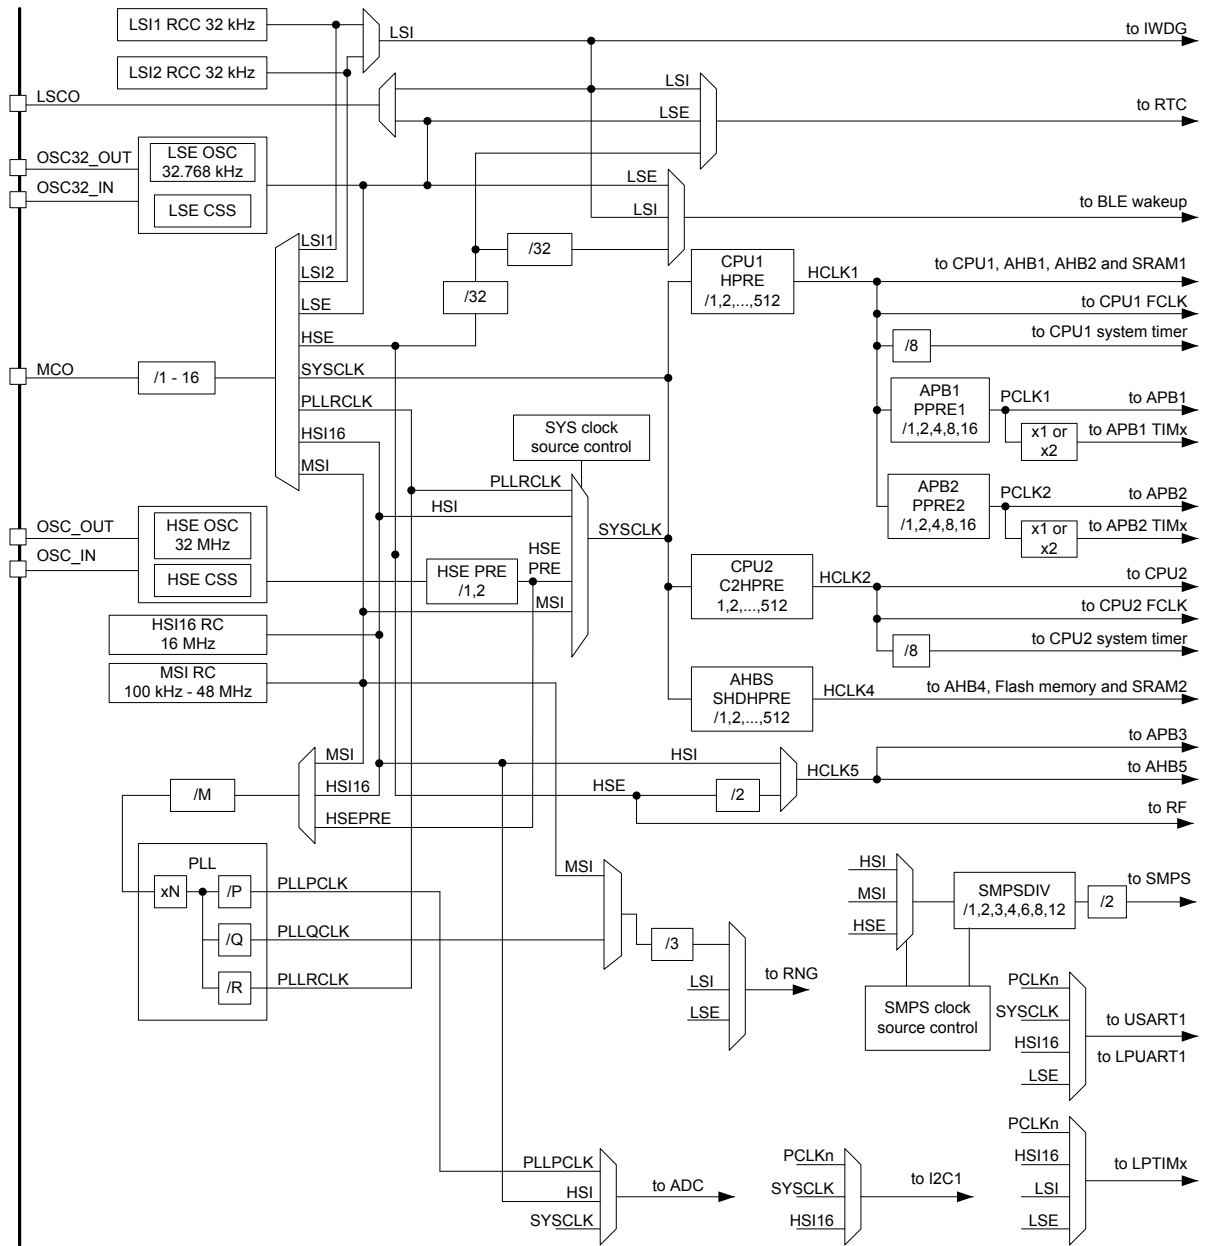 LSI1 RCC 32 kHz
LSI
to IWDG
LSI2 RCC 32 kHz
LSI
LSCO
LSE
to RTC
OSC32_OUT
LSE OSC
32.768 kHz
OSC32_IN
LSE CSS
LSE
LSI
to BLE wakeup
LSI1
/32
LSI2
/32
LSE
CPU1
HPRE
/1,2,...,512
HCLK1
to CPU1, AHB1, AHB2 and SRAM1
to CPU1 FCLK
HSE
/8
to CPU1 system timer
MCO
/1 - 16
SYSCLK
PLLRCLK
HSI16
MSI
APB1
PPRE1
/1,2,4,8,16
PCLK1
to APB1
x1 or
x2
to APB1 TIMx
SYS clock
source control
PLLRCLK
HSI
SYSCLK
APB2
PPRE2
/1,2,4,8,16
PCLK2
to APB2
x1 or
x2
to APB2 TIMx
OSC_OUT
HSE OSC
32 MHz
OSC_IN
HSE CSS
HSE PRE
/1,2
HSE
PRE
MSI
CPU2
C2HPRE
1,2,...,512
HCLK2
to CPU2
to CPU2 FCLK
/8
to CPU2 system timer
HSI16 RC
16 MHz
MSI RC
100 kHz - 48 MHz
AHBS
SHDHPRE
/1,2,...,512
HCLK4
to AHB4, Flash memory and SRAM2
MSI
HSI
HCLK5
to APB3
to AHB5
/M
HSI16
HSE
/2
to RF
HSEPRE
PLL
xN
/P
PLLPCLK
/Q
PLLQCLK
/R
PLLRCLK
MSI
/3
LSI
LSE
to RNG
HSI
MSI
HSE
SMPSDIV
/1,2,3,4,6,8,12
/2
to SMPS
SMPS clock
source control
PCLKn
SYSCLK
HSI16
LSE
to USART1
to LPUART1
PLLPCLK
HSI
SYSCLK
to ADC
PCLKn
SYSCLK
HSI16
to I2C1
PCLKn
HSI16
LSI
LSE
to LPTIMx